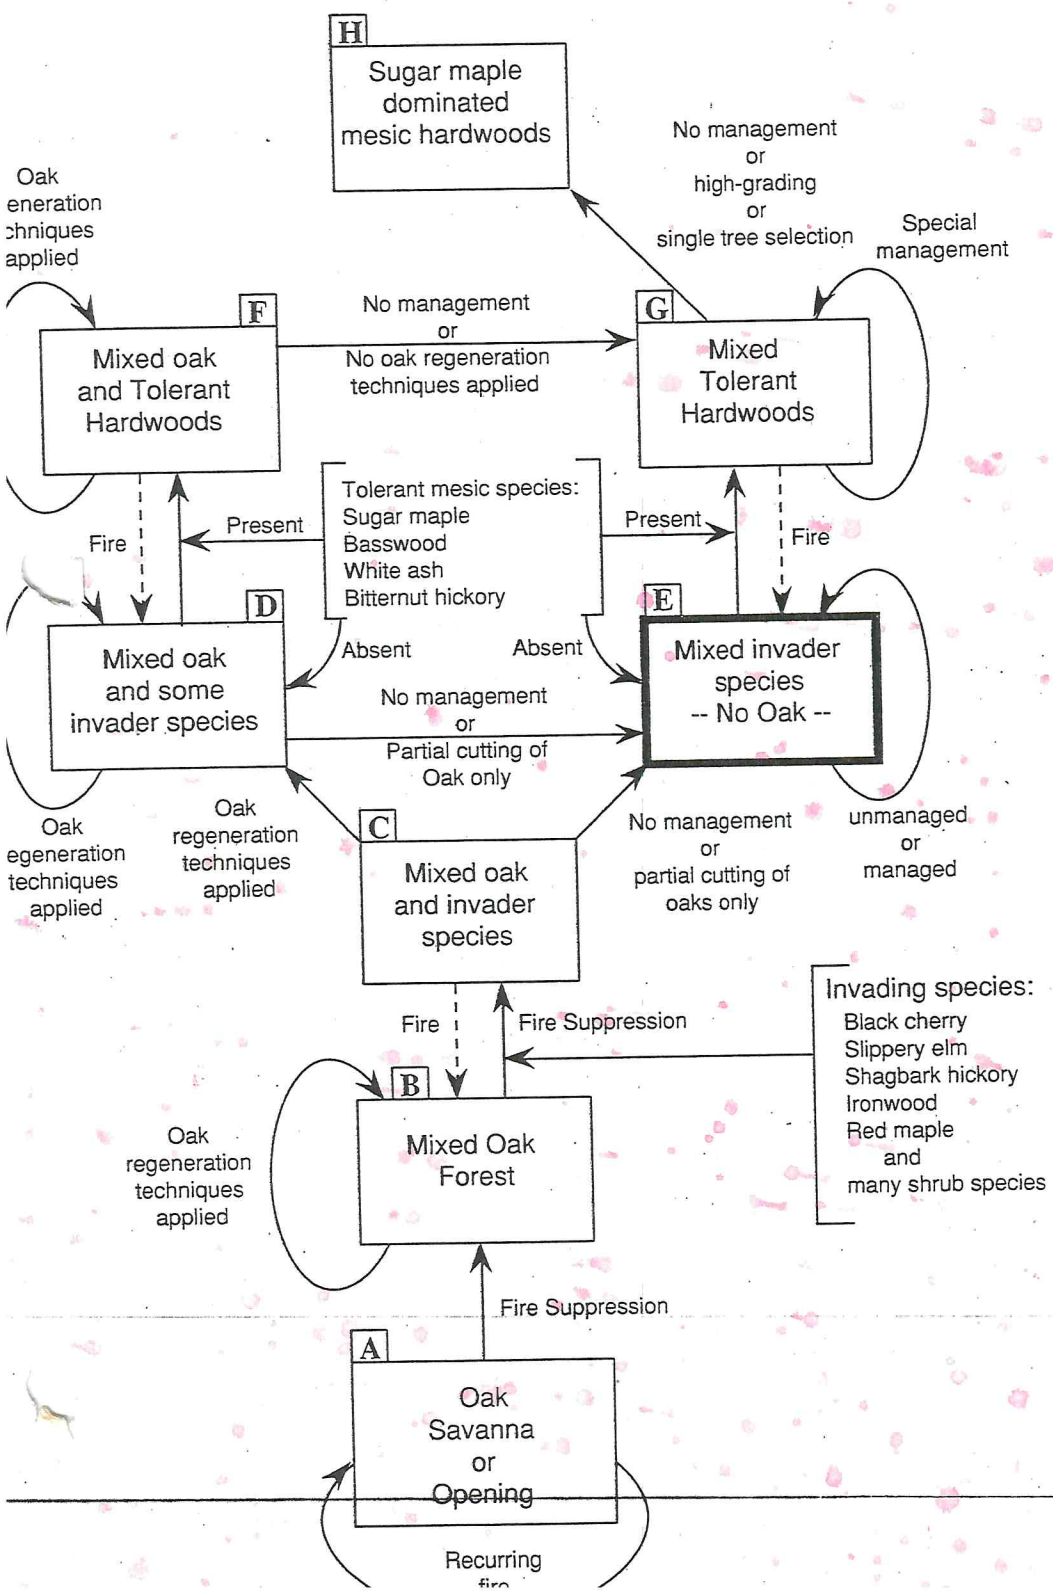 H
Sugar maple
dominated
mesic hardwoods
No management
or
high-grading
or
single tree selection
Special
management
Oak
eneration
chniques
applied
F
Mixed oak
and Tolerant
Hardwoods
No management
or
No oak regeneration
techniques applied
G
Mixed
Tolerant
Hardwoods
Fire
Present
Tolerant mesic species:
Sugar maple
Basswood
White ash
Bitternut hickory
Present
Fire
Absent
Absent
D
Mixed oak
and some
invader species
No management
or
Partial cutting of
Oak only
E
Mixed invader
species
-- No Oak --
Oak
egeneration
techniques
applied
Oak
regeneration
techniques
applied
C
Mixed oak
and invader
species
No management
or
partial cutting of
oaks only
unmanaged
or
managed
Fire
Fire Suppression
Invading species:
Black cherry
Slippery elm
Shagbark hickory
Ironwood
Red maple
and
many shrub species
Oak
regeneration
techniques
applied
B
Mixed Oak
Forest
Fire Suppression
A
Oak
Savanna
or
Opening
Recurring
fire